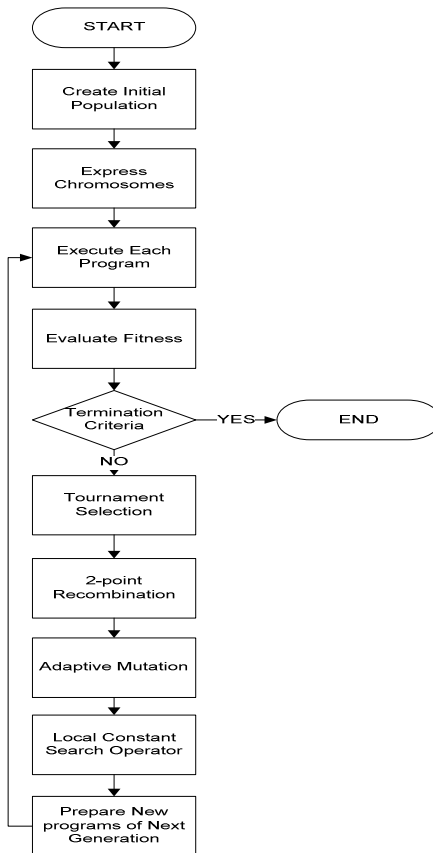 START
Create Initial
Population
Express
Chromosomes
Execute Each
Program
Evaluate Fitness
Termination
Criteria
YES
END
NO
Tournament
Selection
2-point
Recombination
Adaptive Mutation
Local Constant
Search Operator
Prepare New
programs of Next
Generation